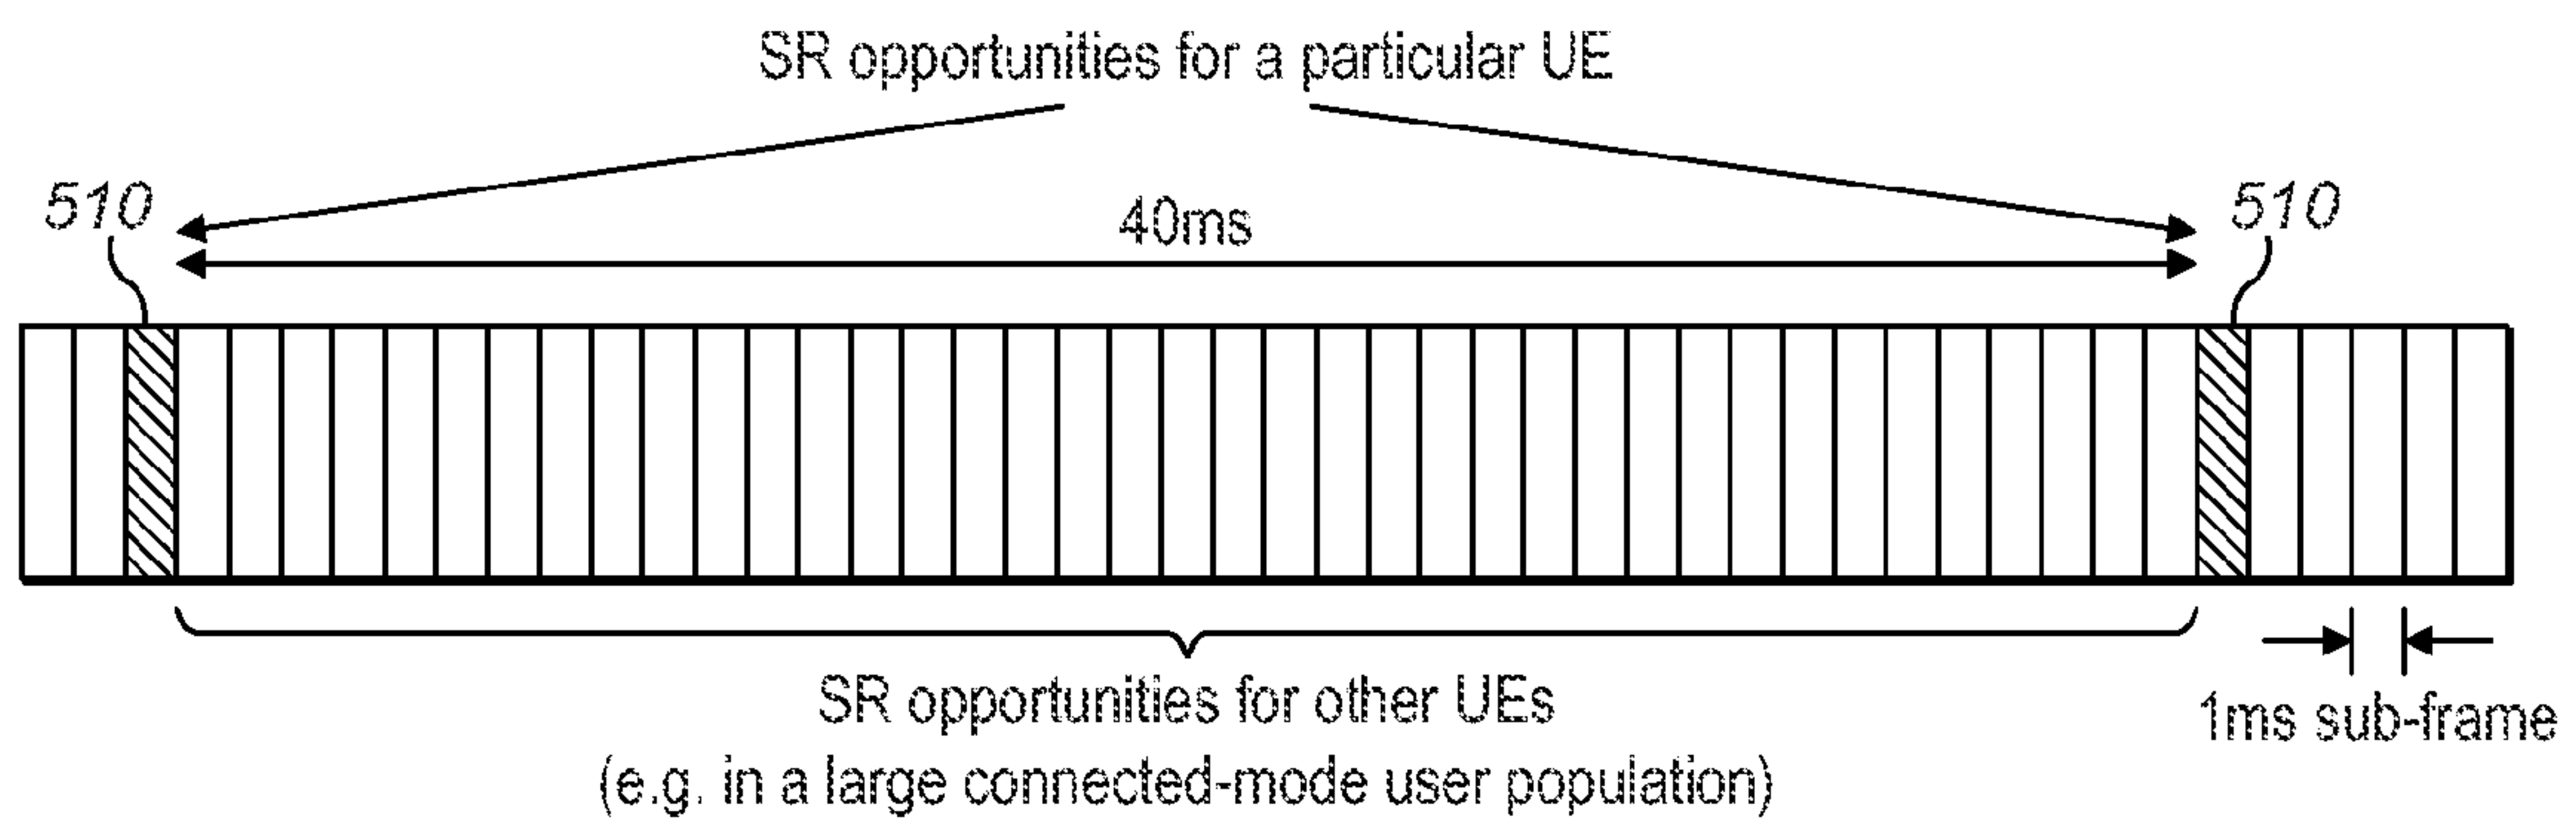 SR opportunities for a particular UE
510
40ms
510
SR opportunities for other UEs
(e.g. in a large connected-mode user population)
1ms sub-frame